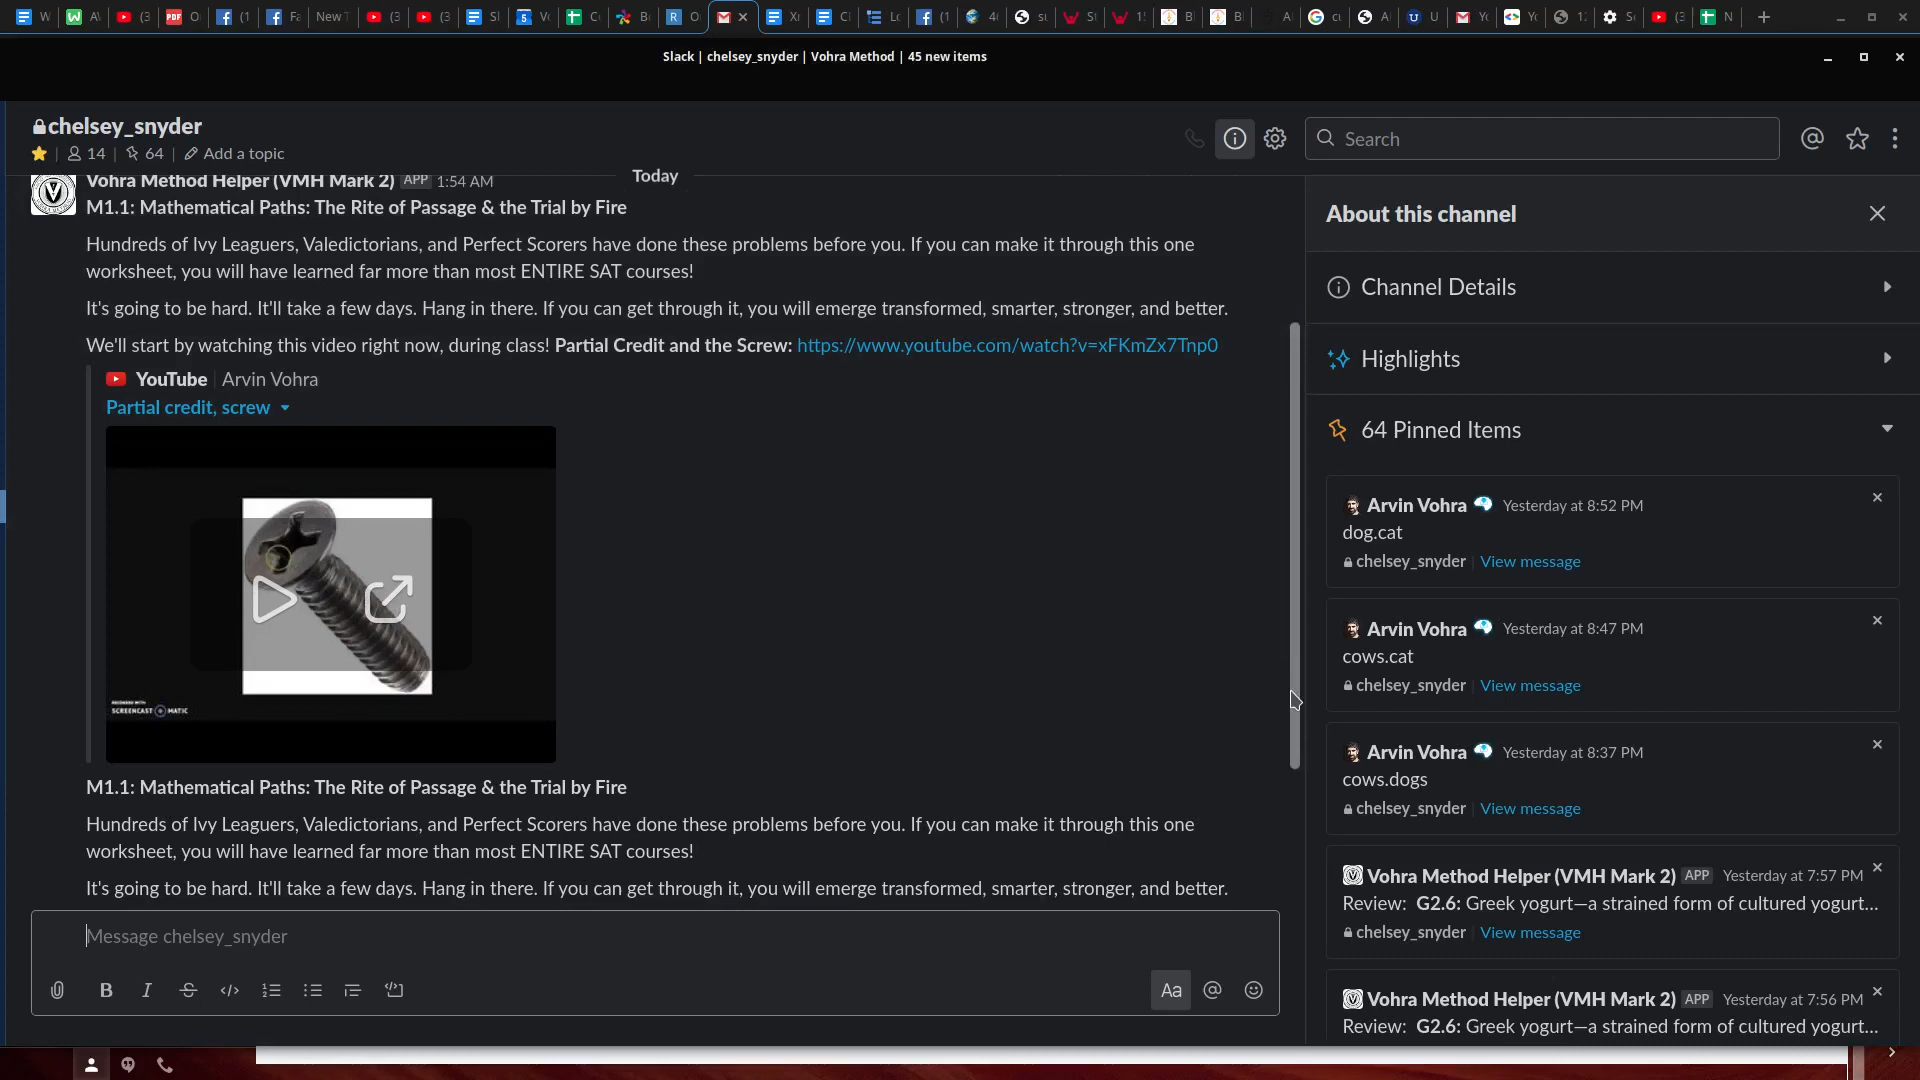 Slack | chelsey_snyder | Vohra Method | 45 new items
chelsey_snyder
14 | 64 | Add a topic
Search
Today
Vohra Method Helper (VMH Mark 2) APP 1:54 AM
M1.1: Mathematical Paths: The Rite of Passage & the Trial by Fire
Hundreds of Ivy Leaguers, Valedictorians, and Perfect Scorers have done these problems before you. If you can make it through this one
worksheet, you will have learned far more than most ENTIRE SAT courses!
It's going to be hard. It'll take a few days. Hang in there. If you can get through it, you will emerge transformed, smarter, stronger, and better.
We'll start by watching this video right now, during class! Partial Credit and the Screw: https://www.youtube.com/watch?v=xFKmZx7Tnp0
YouTube | Arvin Vohra
Partial credit, screw
RECORDED WITH
SCREENCAST MATIC
M1.1: Mathematical Paths: The Rite of Passage & the Trial by Fire
Hundreds of Ivy Leaguers, Valedictorians, and Perfect Scorers have done these problems before you. If you can make it through this one
worksheet, you will have learned far more than most ENTIRE SAT courses!
It's going to be hard. It'll take a few days. Hang in there. If you can get through it, you will emerge transformed, smarter, stronger, and better.
Message chelsey_snyder
B I S </> Aa @
About this channel
Channel Details
Highlights
64 Pinned Items
Arvin Vohra Yesterday at 8:52 PM
dog.cat
chelsey_snyder | View message
Arvin Vohra Yesterday at 8:47 PM
cows.cat
chelsey_snyder | View message
Arvin Vohra Yesterday at 8:37 PM
cows.dogs
chelsey_snyder | View message
Vohra Method Helper (VMH Mark 2) APP Yesterday at 7:57 PM
Review: G2.6: Greek yogurt—a strained form of cultured yogurt...
chelsey_snyder | View message
Vohra Method Helper (VMH Mark 2) APP Yesterday at 7:56 PM
Review: G2.6: Greek yogurt—a strained form of cultured yogurt...